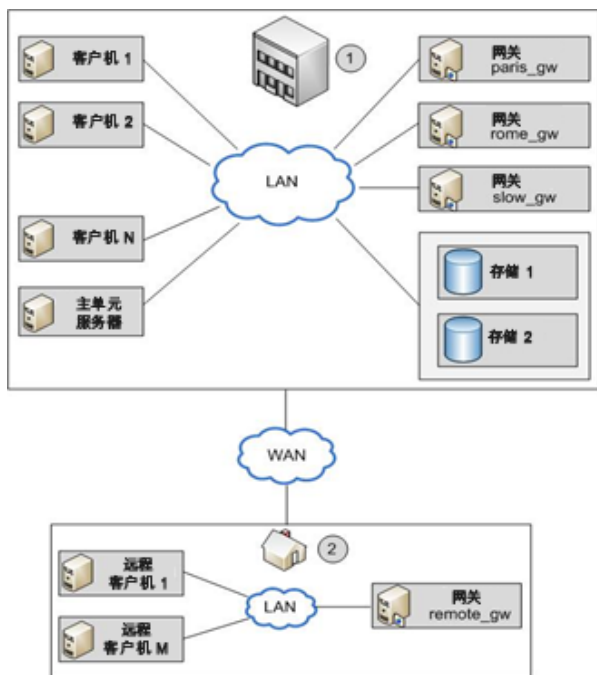 客户机 1
1
网关
paris_gw
客户机 2
网关
rome_gw
LAN
网关
slow_gw
客户机 N
存储 1
主单元
服务器
存储 2
WAN
2
远程
客户机 1
LAN
网关
remote_gw
远程
客户机 M